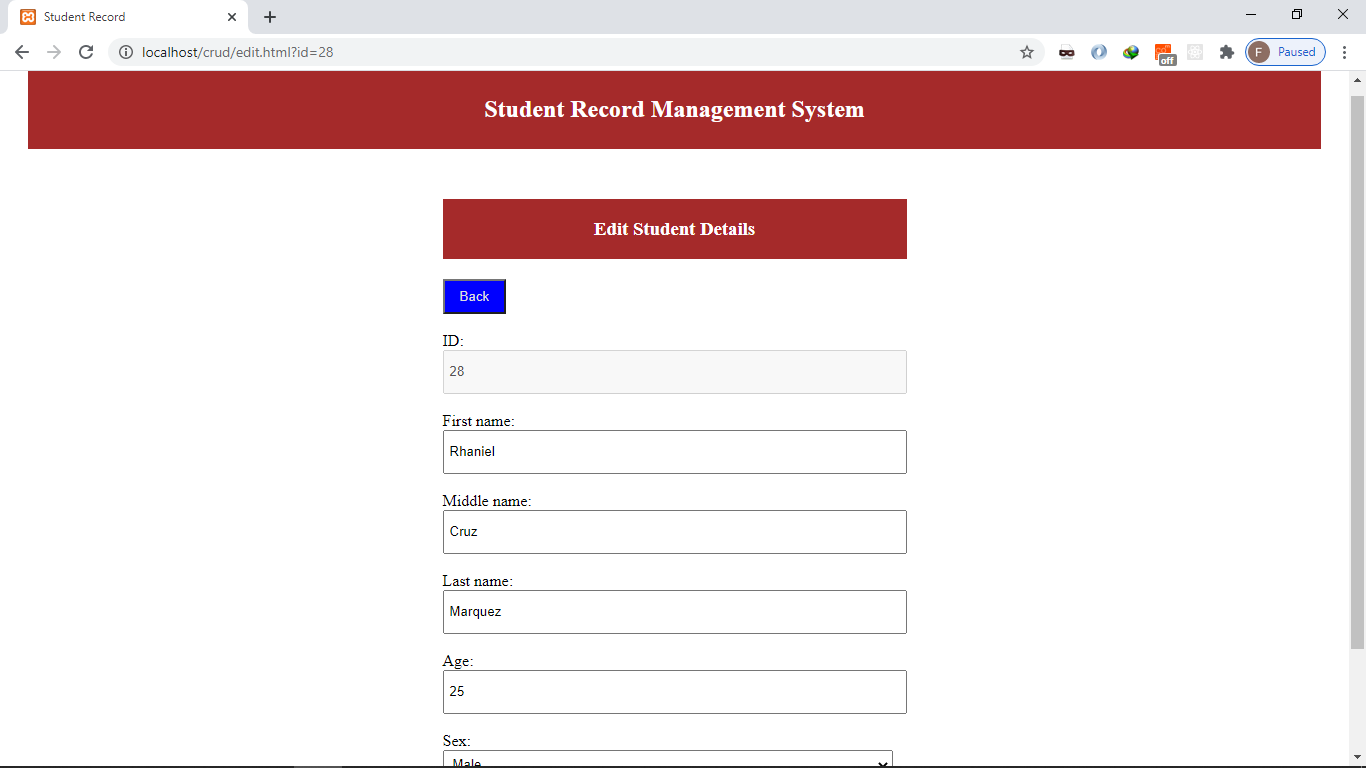 Student Record
localhost/crud/edit.html?id=28
off
F Paused
Student Record Management System
Edit Student Details
Back
ID:
28
First name:
Rhaniel
Middle name:
Cruz
Last name:
Marquez
Age:
25
Sex:
Male